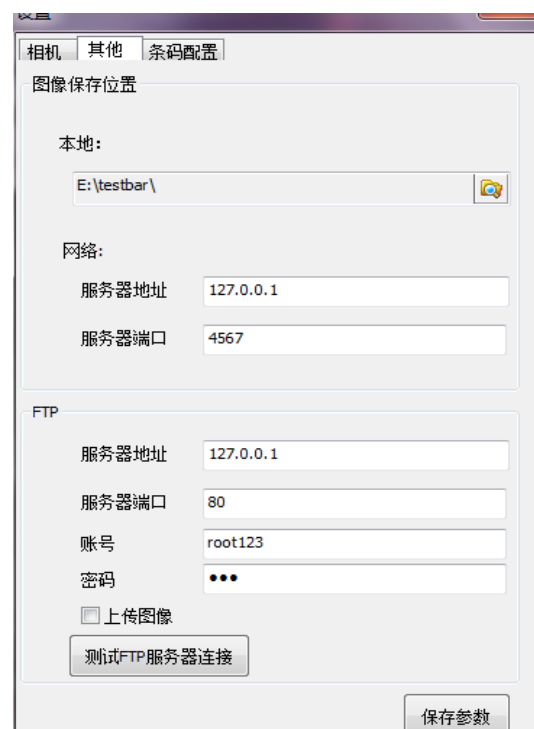 设置
相机 其他 条码配置
图像保存位置
本地:
E:\testbar\
网络:
服务器地址 127.0.0.1
服务器端口 4567
FTP
服务器地址 127.0.0.1
服务器端口 80
账号 root123
密码 •••
上传图像
测试FTP服务器连接
保存参数